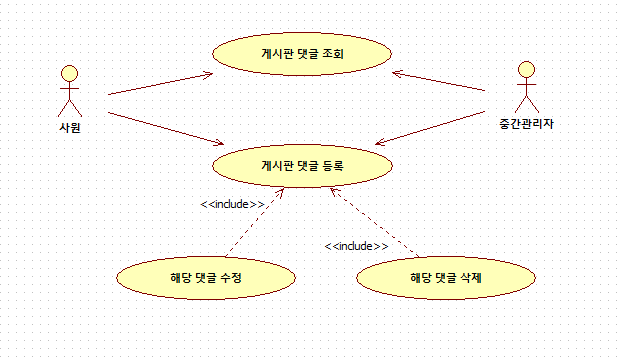 게시판 댓글 조회
사원
중간관리자
게시판 댓글 등록
<<include>>
<<include>>
해당 댓글 수정
해당 댓글 삭제